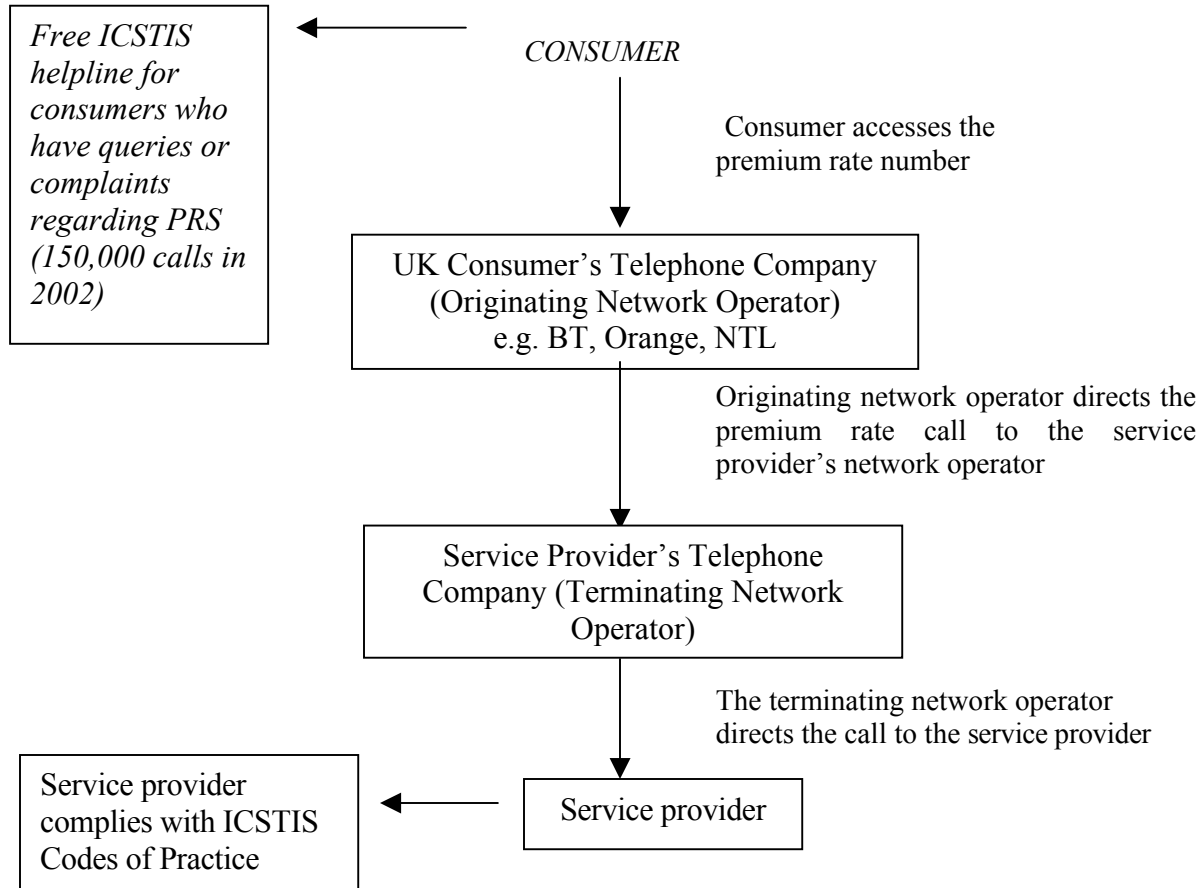 Free ICSTIS
helpline for
consumers who
have queries or
complaints
regarding PRS
(150,000 calls in
2002)
CONSUMER
Consumer accesses the
premium rate number
UK Consumer’s Telephone Company
(Originating Network Operator)
e.g. BT, Orange, NTL
Originating network operator directs the
premium rate call to the service
provider’s network operator
Service Provider’s Telephone
Company (Terminating Network
Operator)
The terminating network operator
directs the call to the service provider
Service provider
complies with ICSTIS
Codes of Practice
Service provider